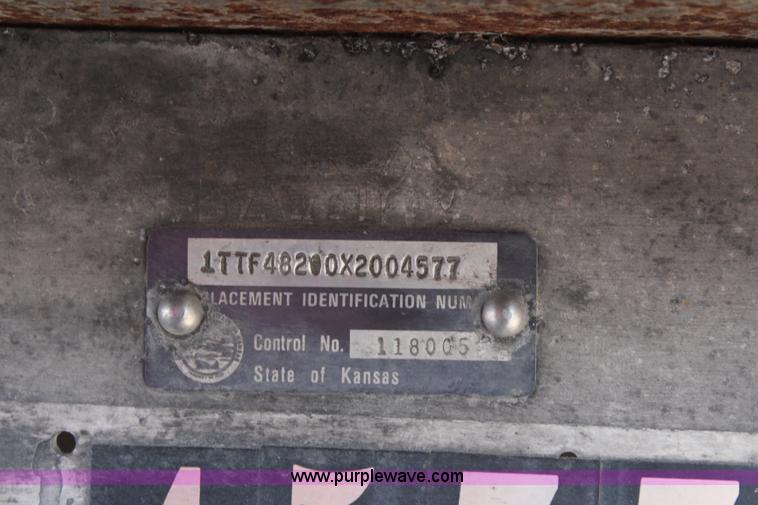 1TTF48200X2004577
LACEMENT IDENTIFICATION NUM
Control No. 118005
State of Kansas
www.purplewave.com